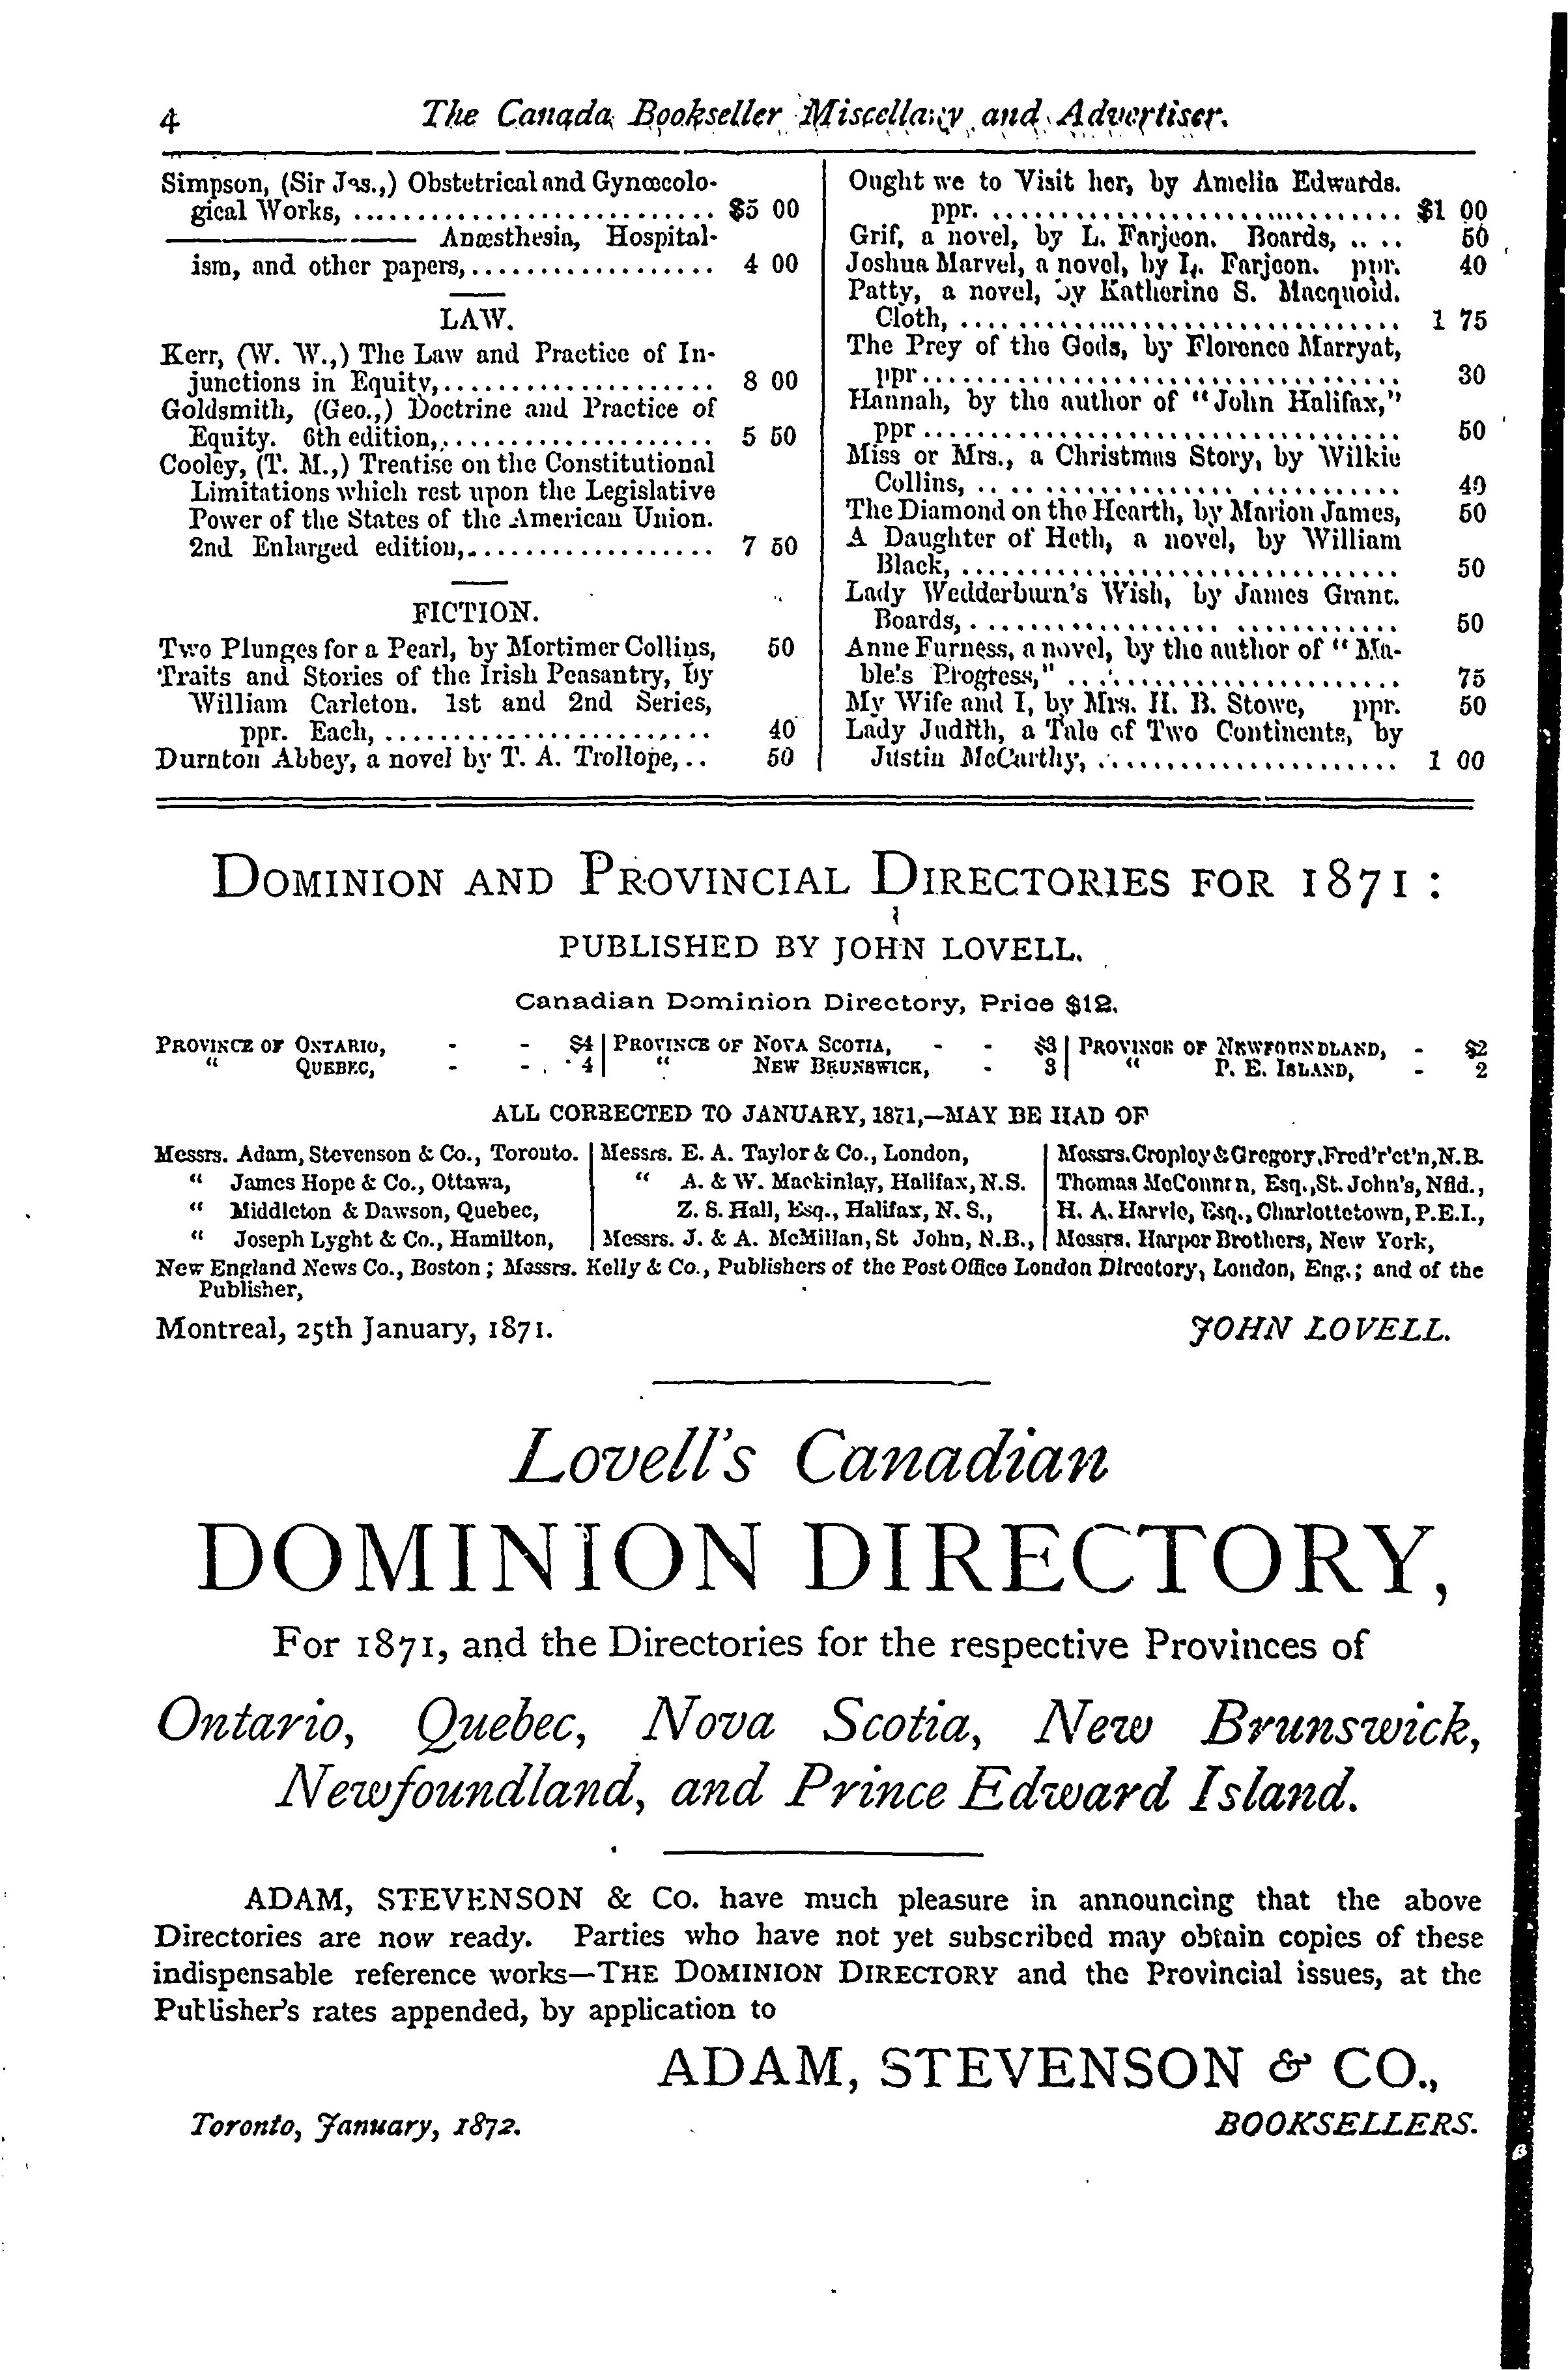 4 The Canada Bookseller Miscellany and Advertiser.
Simpson, (Sir Jas.,) Obstetrical and Gynœcolo-
gical Works, .......................... $5 00
———— Anœsthesia, Hospital-
ism, and other papers, .................. 4 00
LAW.
Kerr, (W. W.,) The Law and Practice of In-
junctions in Equity, .................... 8 00
Goldsmith, (Geo.,) Doctrine and Practice of
Equity. 6th edition, .................... 5 50
Cooley, (T. M.,) Treatise on the Constitutional
Limitations which rest upon the Legislative
Power of the States of the American Union.
2nd Enlarged edition, .................. 7 50
FICTION.
Two Plunges for a Pearl, by Mortimer Collins, 50
Traits and Stories of the Irish Peasantry, by
William Carleton. 1st and 2nd Series,
ppr. Each, ........................ 40
Durnton Abbey, a novel by T. A. Trollope, .. 50
Ought we to Visit her, by Amelia Edwards.
ppr. .............................. $1 00
Grif, a novel, by L. Farjeon. Boards, .. .. 50
Joshua Marvel, a novel, by L. Farjeon. ppr. 40
Patty, a novel, by Katherine S. Macquoid.
Cloth, ................................ 1 75
The Prey of the Gods, by Florence Marryat,
ppr .................................. 30
Hannah, by the author of "John Halifax,"
ppr .................................. 50
Miss or Mrs., a Christmas Story, by Wilkie
Collins, .............................. 40
The Diamond on the Hearth, by Marion James, 50
A Daughter of Heth, a novel, by William
Black, ................................ 50
Lady Wedderburn's Wish, by James Grant.
Boards, .............................. 50
Anne Furness, a novel, by the author of "Ma-
ble's Progress," ........................ 75
My Wife and I, by Mrs. H. B. Stowe, ppr. 50
Lady Judith, a Tale of Two Continents, by
Justin McCarthy, ...................... 1 00
DOMINION AND PROVINCIAL DIRECTORIES FOR 1871 :
PUBLISHED BY JOHN LOVELL.
Canadian Dominion Directory, Price $12.
PROVINCE OF ONTARIO, - - $4 | PROVINCE OF NOVA SCOTIA, - - $3 | PROVINCE OF NEWFOUNDLAND, - $2
" QUEBEC, - - 4 | " NEW BRUNSWICK, - 3 | " P. E. ISLAND, - 2
ALL CORRECTED TO JANUARY, 1871,—MAY BE HAD OF
Messrs. Adam, Stevenson & Co., Toronto.
" James Hope & Co., Ottawa,
" Middleton & Dawson, Quebec,
" Joseph Lyght & Co., Hamilton,
Messrs. E. A. Taylor & Co., London,
" A. & W. Mackinlay, Halifax, N.S.
Z. S. Hall, Esq., Halifax, N. S.,
Messrs. J. & A. McMillan, St John, N.B.,
Messrs. Cropley & Gregory, Fred'r'ct'n, N.B.
Thomas McConnen, Esq., St. John's, Nfld.,
H. A. Harvie, Esq., Charlottetown, P.E.I.,
Messrs. Harper Brothers, New York,
New England News Co., Boston ; Messrs. Kelly & Co., Publishers of the Post Office London Directory, London, Eng.; and of the
Publisher,
Montreal, 25th January, 1871. JOHN LOVELL.
Lovell's Canadian
DOMINION DIRECTORY,
For 1871, and the Directories for the respective Provinces of
Ontario, Quebec, Nova Scotia, New Brunswick,
Newfoundland, and Prince Edward Island.
ADAM, STEVENSON & CO. have much pleasure in announcing that the above
Directories are now ready. Parties who have not yet subscribed may obtain copies of these
indispensable reference works—THE DOMINION DIRECTORY and the Provincial issues, at the
Publisher's rates appended, by application to
ADAM, STEVENSON & CO.,
Toronto, January, 1872. BOOKSELLERS.